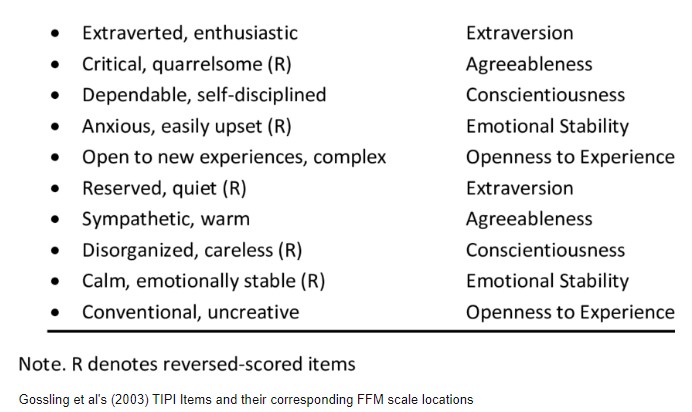 • Extraverted, enthusiastic Extraversion
• Critical, quarrelsome (R) Agreeableness
• Dependable, self-disciplined Conscientiousness
• Anxious, easily upset (R) Emotional Stability
• Open to new experiences, complex Openness to Experience
• Reserved, quiet (R) Extraversion
• Sympathetic, warm Agreeableness
• Disorganized, careless (R) Conscientiousness
• Calm, emotionally stable (R) Emotional Stability
• Conventional, uncreative Openness to Experience
Note. R denotes reversed-scored items
Gossling et al's (2003) TIPI Items and their corresponding FFM scale locations